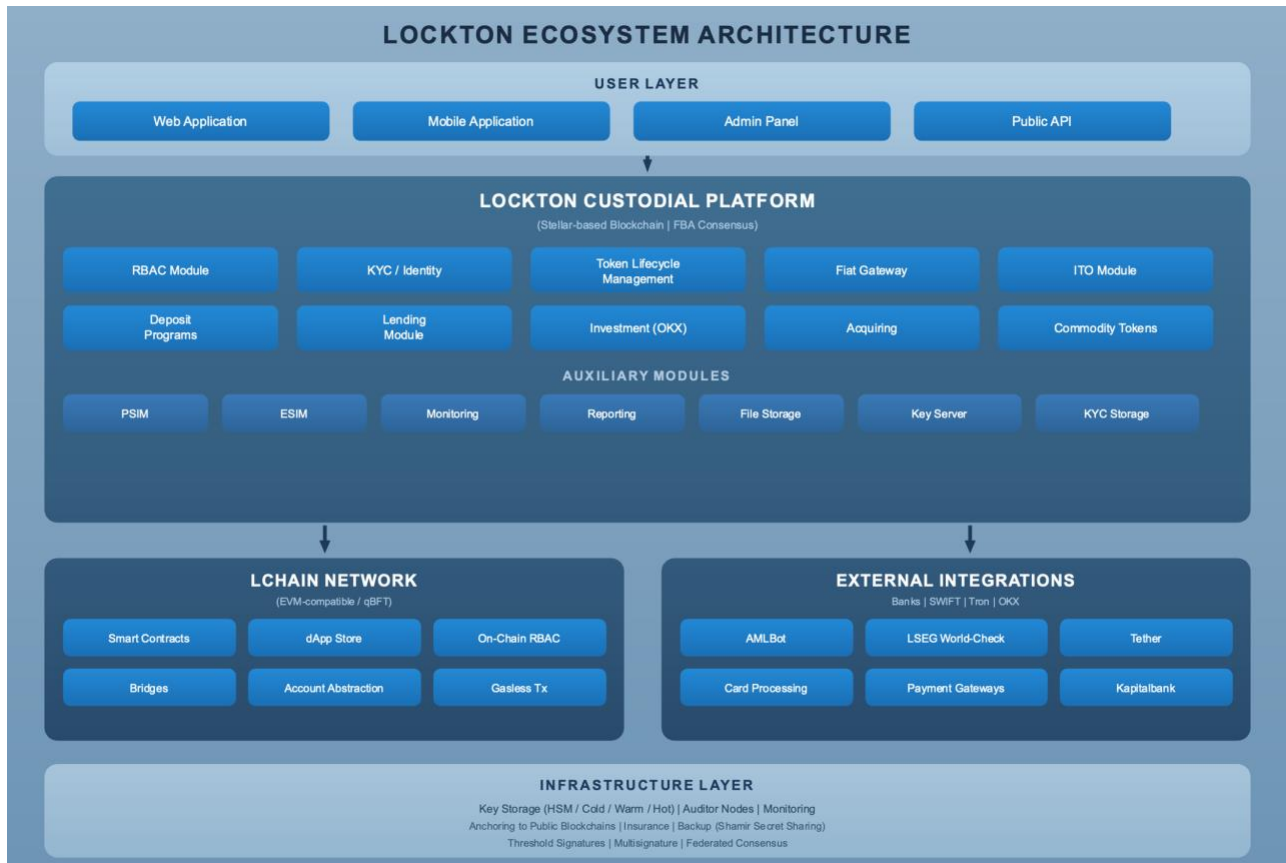 LOCKTON ECOSYSTEM ARCHITECTURE
USER LAYER
Web Application
Mobile Application
Admin Panel
Public API
LOCKTON CUSTODIAL PLATFORM
(Stellar-based Blockchain | FBA Consensus)
RBAC Module
KYC / Identity
Token Lifecycle
Management
Fiat Gateway
ITO Module
Deposit
Programs
Lending
Module
Investment (OKX)
Acquiring
Commodity Tokens
AUXILIARY MODULES
PSIM
ESIM
Monitoring
Reporting
File Storage
Key Server
KYC Storage
LCHAIN NETWORK
(EVM-compatible / qBFT)
Smart Contracts
dApp Store
On-Chain RBAC
Bridges
Account Abstraction
Gasless Tx
EXTERNAL INTEGRATIONS
Banks | SWIFT | Tron | OKX
AMLBot
LSEG World-Check
Tether
Card Processing
Payment Gateways
Kapitalbank
INFRASTRUCTURE LAYER
Key Storage (HSM / Cold / Warm / Hot) | Auditor Nodes | Monitoring
Anchoring to Public Blockchains | Insurance | Backup (Shamir Secret Sharing)
Threshold Signatures | Multisignature | Federated Consensus